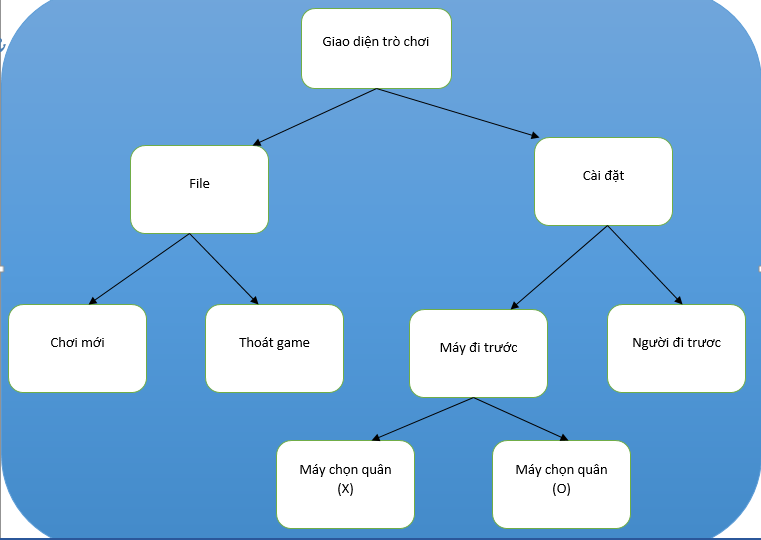 Giao diện trò chơi
File
Cài đặt
Chơi mới
Thoát game
Máy đi trước
Người đi trươc
Máy chọn quân
(X)
Máy chọn quân
(O)